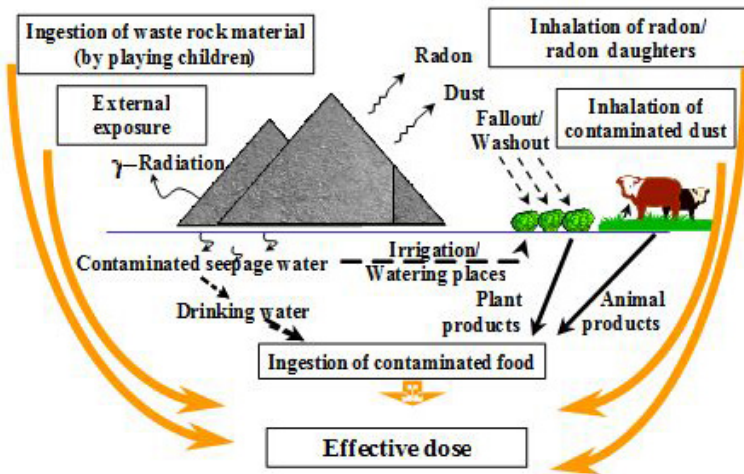 Ingestion of waste rock material
(by playing children)
Inhalation of radon/
radon daughters
Radon
External
exposure
Dust
Inhalation of
contaminated dust
Fallout/
Washout
γ–Radiation
Contaminated seepage water
Irrigation/
Watering places
Drinking water
Plant
products
Animal
products
Ingestion of contaminated food
Effective dose